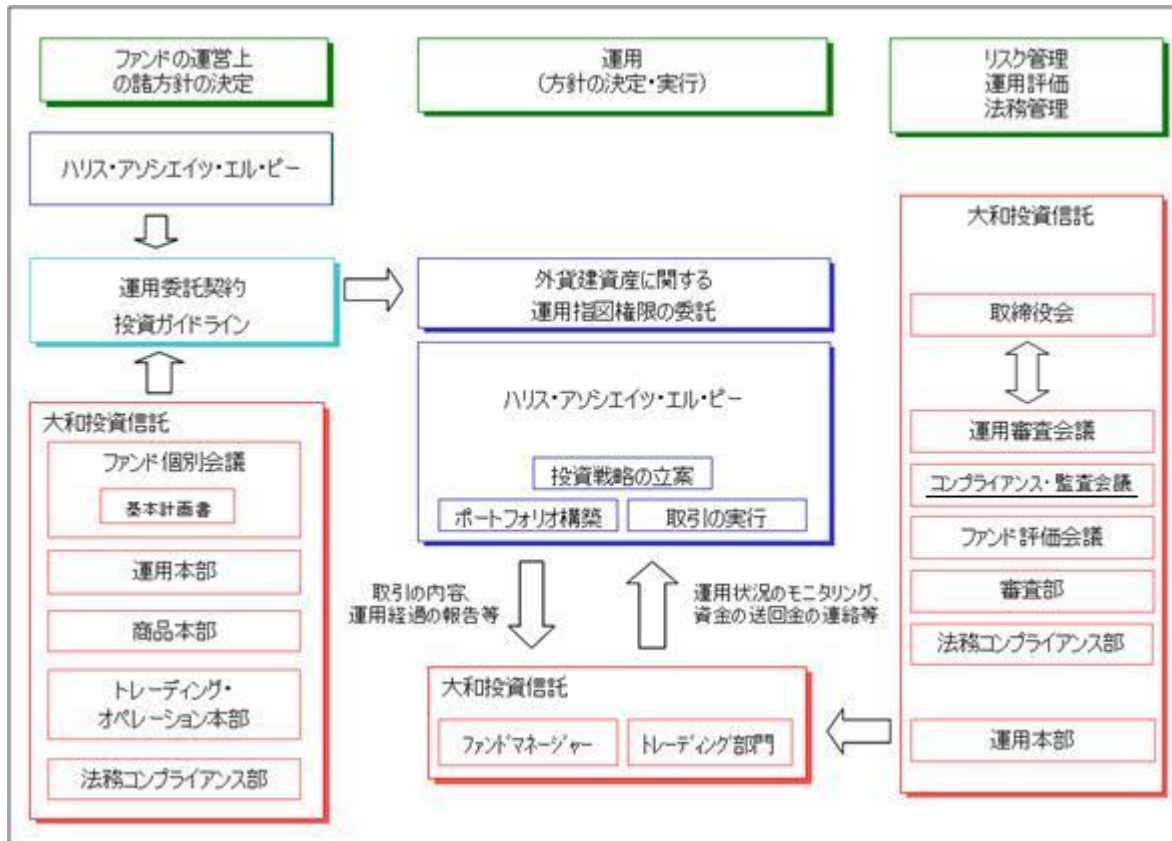 ファンドの運営上
の諸方針の決定
運用
(方針の決定・実行)
リスク管理
運用評価
法務管理
ハリス・アソシエイツ・エル・ピー
運用委託契約
投資ガイドライン
外貨建資産に関する
運用指図権限の委託
大和投資信託
ファンド個別会議
基本計画書
運用本部
商品本部
トレーディング・
オペレーション本部
法務コンプライアンス部
ハリス・アソシエイツ・エル・ピー
投資戦略の立案
ポートフォリオ構築
取引の実行
取引の内容、
運用経過の報告等
運用状況のモニタリング、
資金の送回金の連絡等
大和投資信託
ファンドマネージャー
トレーディング部門
大和投資信託
取締役会
運用審査会議
コンプライアンス・監査会議
ファンド評価会議
審査部
法務コンプライアンス部
運用本部